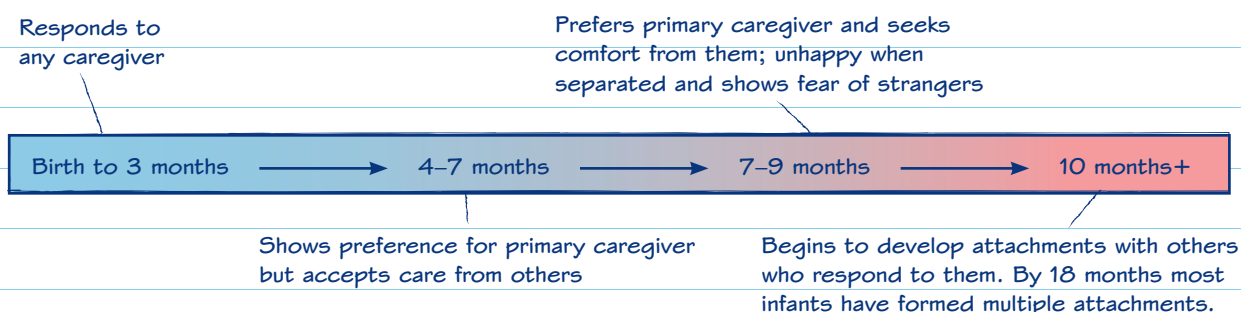 Responds to
any caregiver
Prefers primary caregiver and seeks
comfort from them; unhappy when
separated and shows fear of strangers
Birth to 3 months
4–7 months
7–9 months
10 months+
Shows preference for primary caregiver
but accepts care from others
Begins to develop attachments with others
who respond to them. By 18 months most
infants have formed multiple attachments.